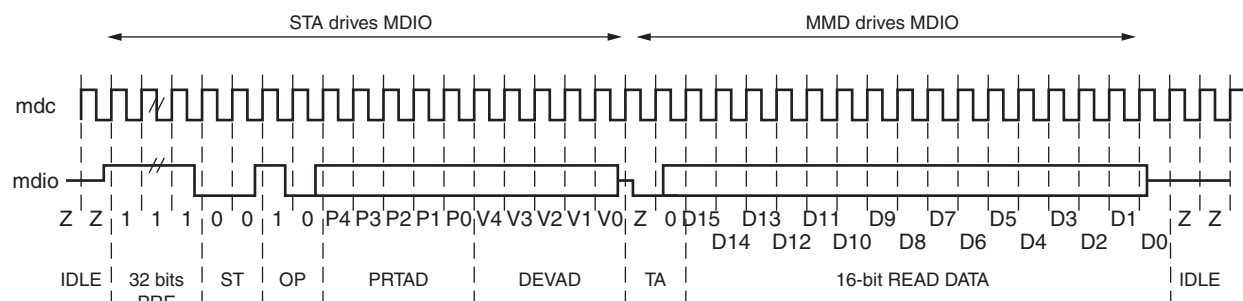 STA drives MDIO MMD drives MDIO
mdc
mdio
Z Z 1 1 1 0 0 1 0 P4 P3 P2 P1 P0 V4 V3 V2 V1 V0 Z 0 D15 D13 D11 D9 D7 D5 D3 D1 Z Z
D14 D12 D10 D8 D6 D4 D2 D0
IDLE 32 bits ST OP PRTAD DEVAD TA 16-bit READ DATA IDLE
PRE